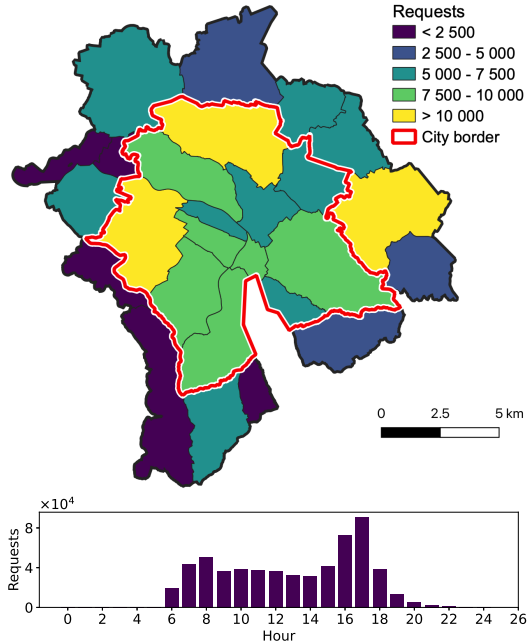 Requests
< 2 500
2 500 - 5 000
5 000 - 7 500
7 500 - 10 000
> 10 000
City border
0 2.5 5 km
×10⁴
8
4
0
Requests
0 2 4 6 8 10 12 14 16 18 20 22 24 26
Hour